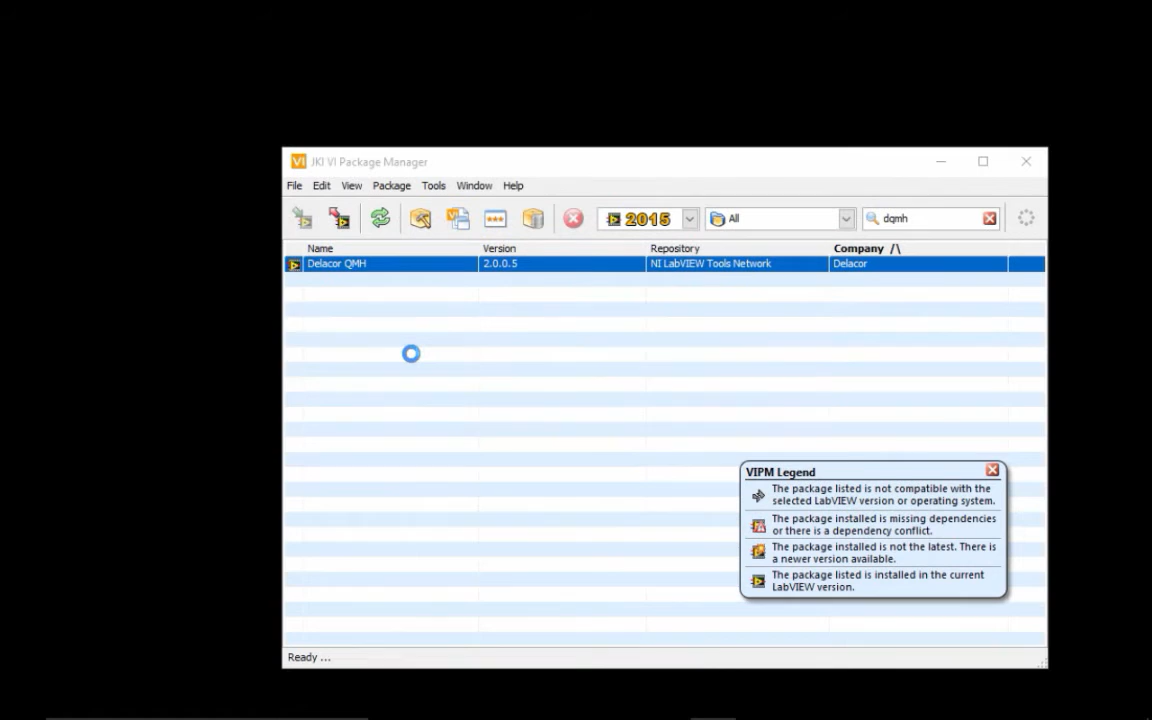 VI JKI VI Package Manager
File Edit View Package Tools Window Help
2015 All dqmh
Name Version Repository Company /\
Delacor QMH 2.0.0.5 NI LabVIEW Tools Network Delacor
VIPM Legend
The package listed is not compatible with the
selected LabVIEW version or operating system.
The package installed is missing dependencies
or there is a dependency conflict.
The package installed is not the latest. There is
a newer version available.
The package listed is installed in the current
LabVIEW version.
Ready ...